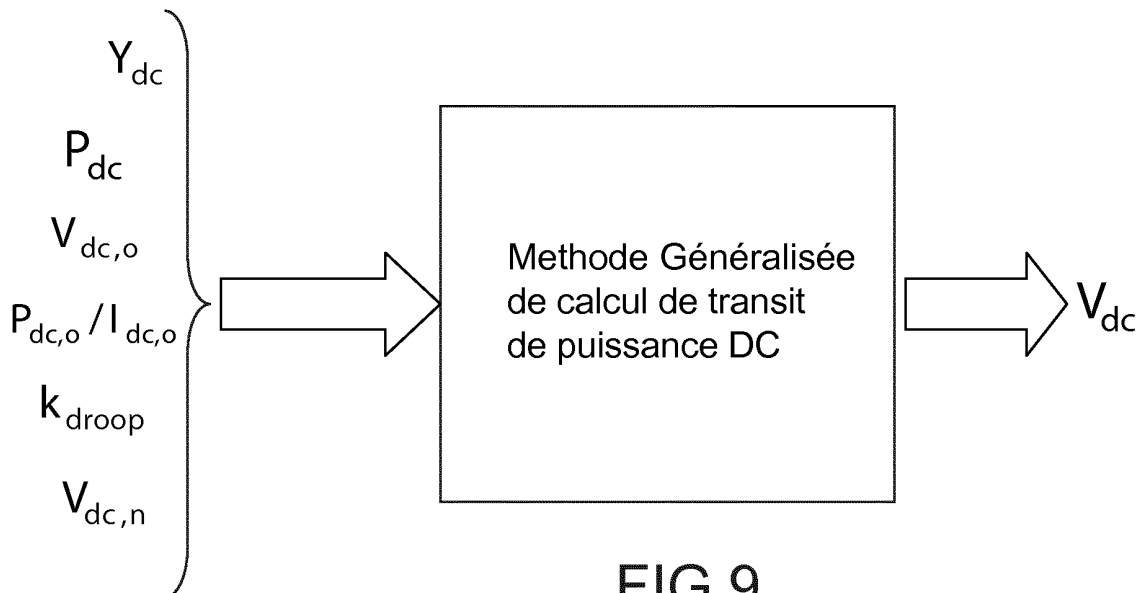 Y_dc
P_dc
V_dc,o
P_dc,o / I_dc,o
k_droop
V_dc,n
Methode Généralisée
de calcul de transit
de puissance DC
V_dc
FIG.9